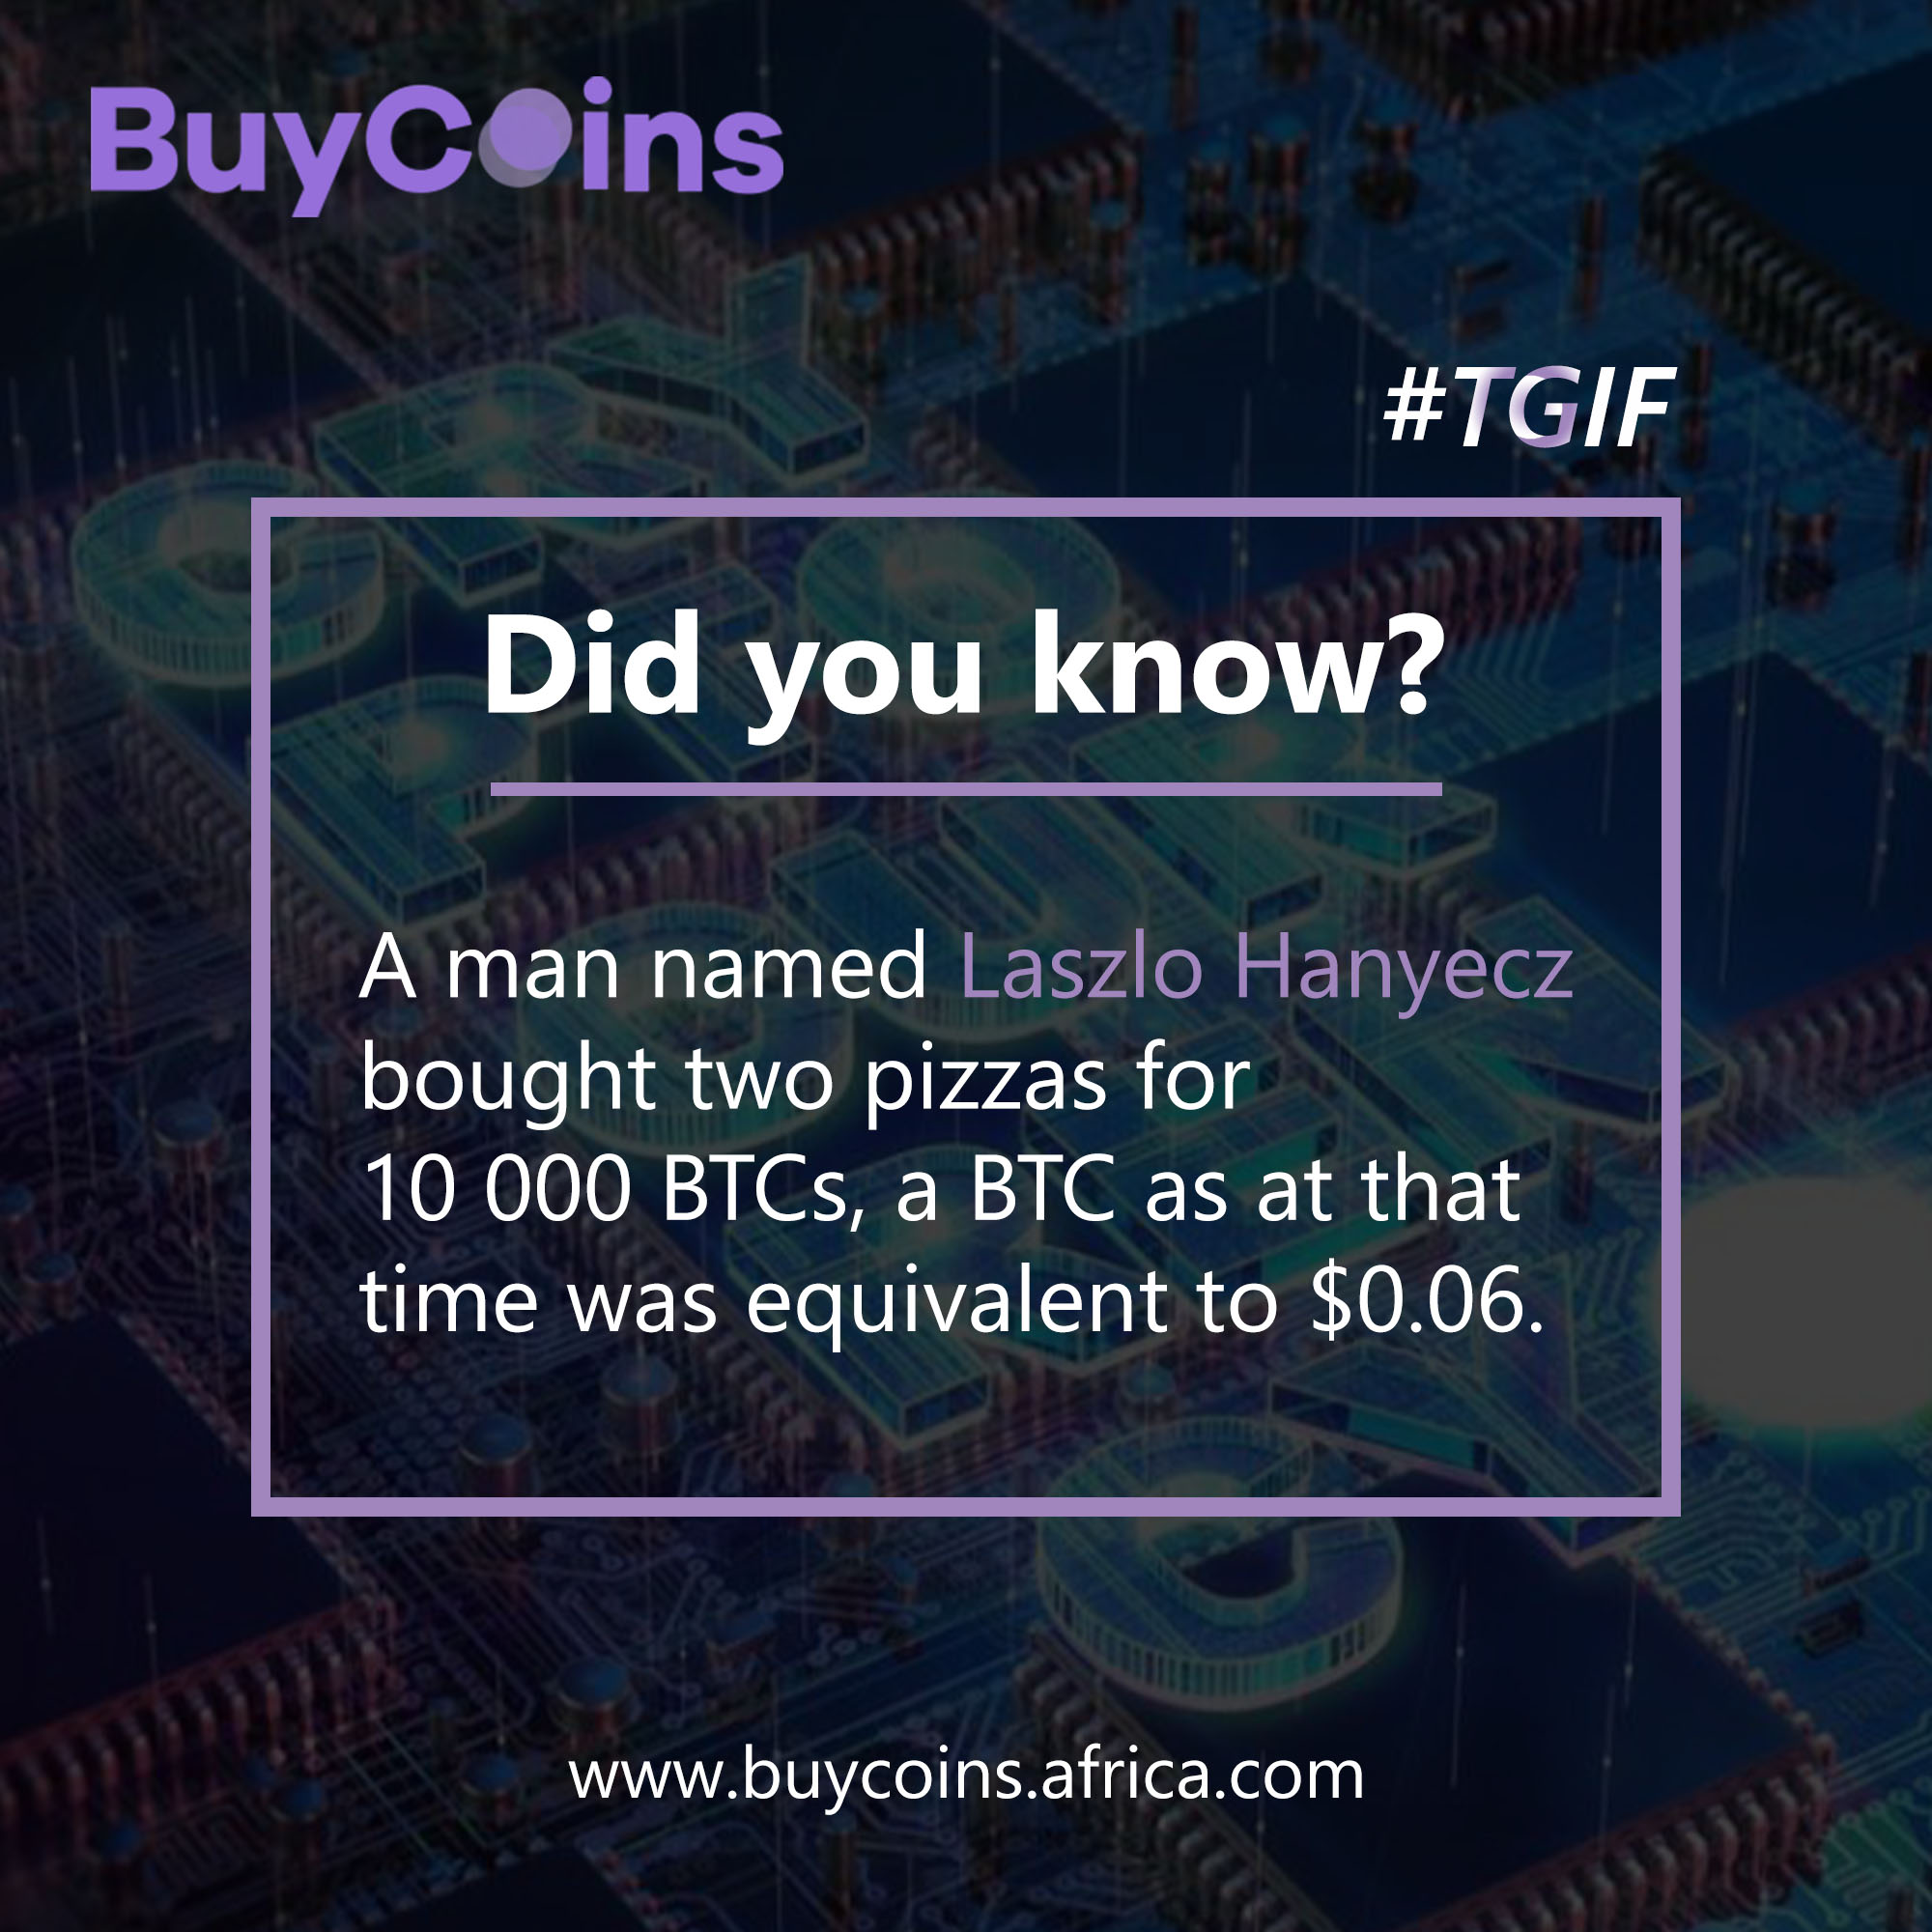 BuyCoins
#TGIF
Did you know?
A man named Laszlo Hanyecz
bought two pizzas for
10 000 BTCs, a BTC as at that
time was equivalent to $0.06.
www.buycoins.africa.com